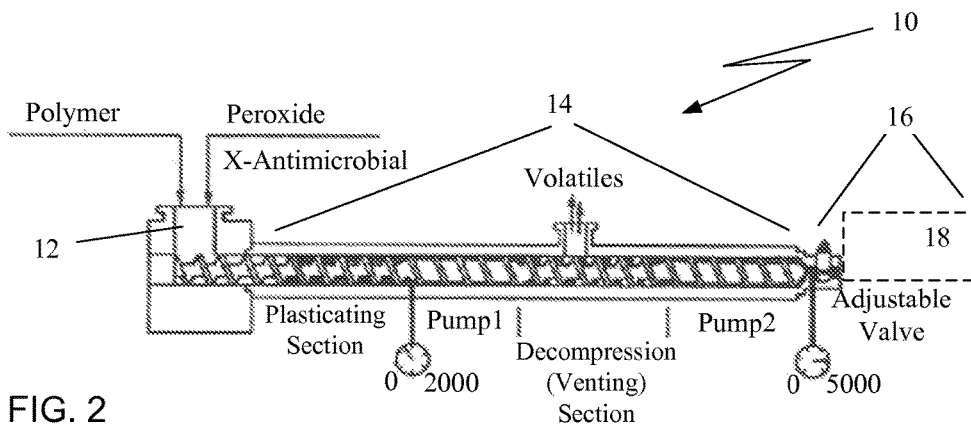 10
14
16
Polymer
Peroxide
X-Antimicrobial
Volatiles
12
18
Plasticating
Section
Pump1
Decompression
(Venting)
Section
Pump2
Adjustable
Valve
0 2000
0 5000
FIG. 2